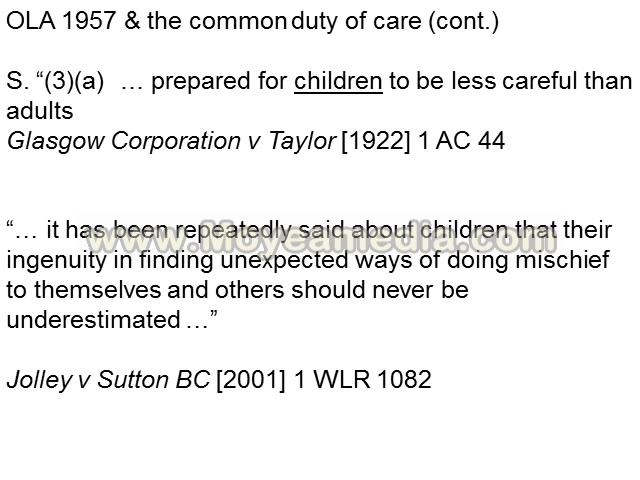 OLA 1957 & the common duty of care (cont.)
S. “(3)(a) … prepared for children to be less careful than
adults
Glasgow Corporation v Taylor [1922] 1 AC 44
“… it has been repeatedly said about children that their
www.Moyeamedia.com
ingenuity in finding unexpected ways of doing mischief
to themselves and others should never be
underestimated …”
Jolley v Sutton BC [2001] 1 WLR 1082